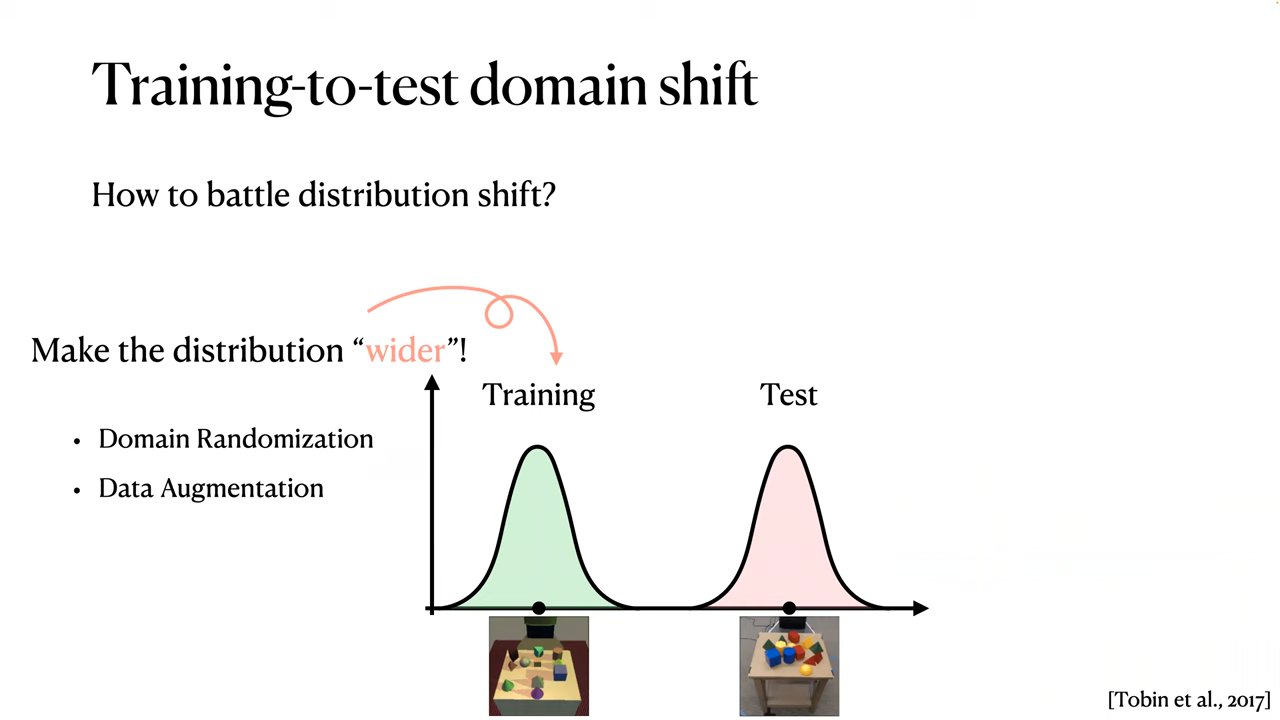 Training-to-test domain shift
How to battle distribution shift?
Make the distribution “wider”!
• Domain Randomization
• Data Augmentation
Training
Test
[Tobin et al., 2017]